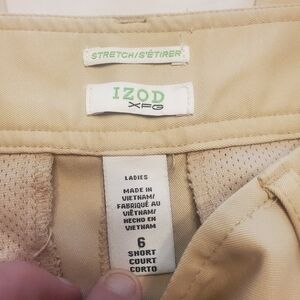 STRETCH/S'ÉTIRER
IZOD
XFG
LADIES
MADE IN
VIETNAM/
FABRIQUÉ AU
VIÊTNAM/
HECHO EN
VIETNAM
6
SHORT
COURT
CORTO